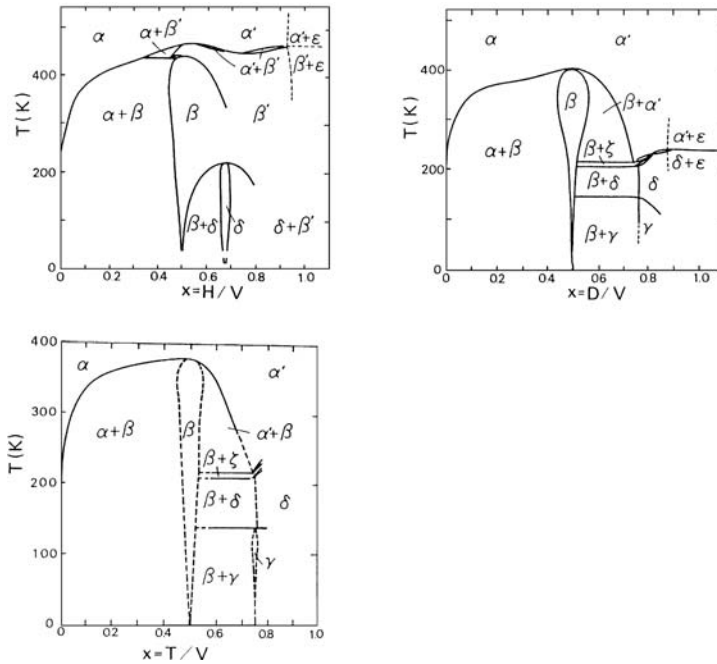 α
α+β'
α'
α'+ε
400
α'+β'
β'+ε
T(K)
α+β
β
β'
200
β+δ
δ
δ+β'
0
0
0.2
0.4
0.6
0.8
1.0
x=H/V
α
α'
400
T(K)
β
β+α'
α+β
β+ζ
α'+ε
200
δ+ε
β+δ
δ
β+γ
γ
0
0
0.2
0.4
0.6
0.8
1.0
x=D/V
400
α
α'
300
T(K)
α+β
β
α'+β
β+ζ
200
β+δ
δ
100
β+γ
γ
0
0
0.2
0.4
0.6
0.8
1.0
x=T/V